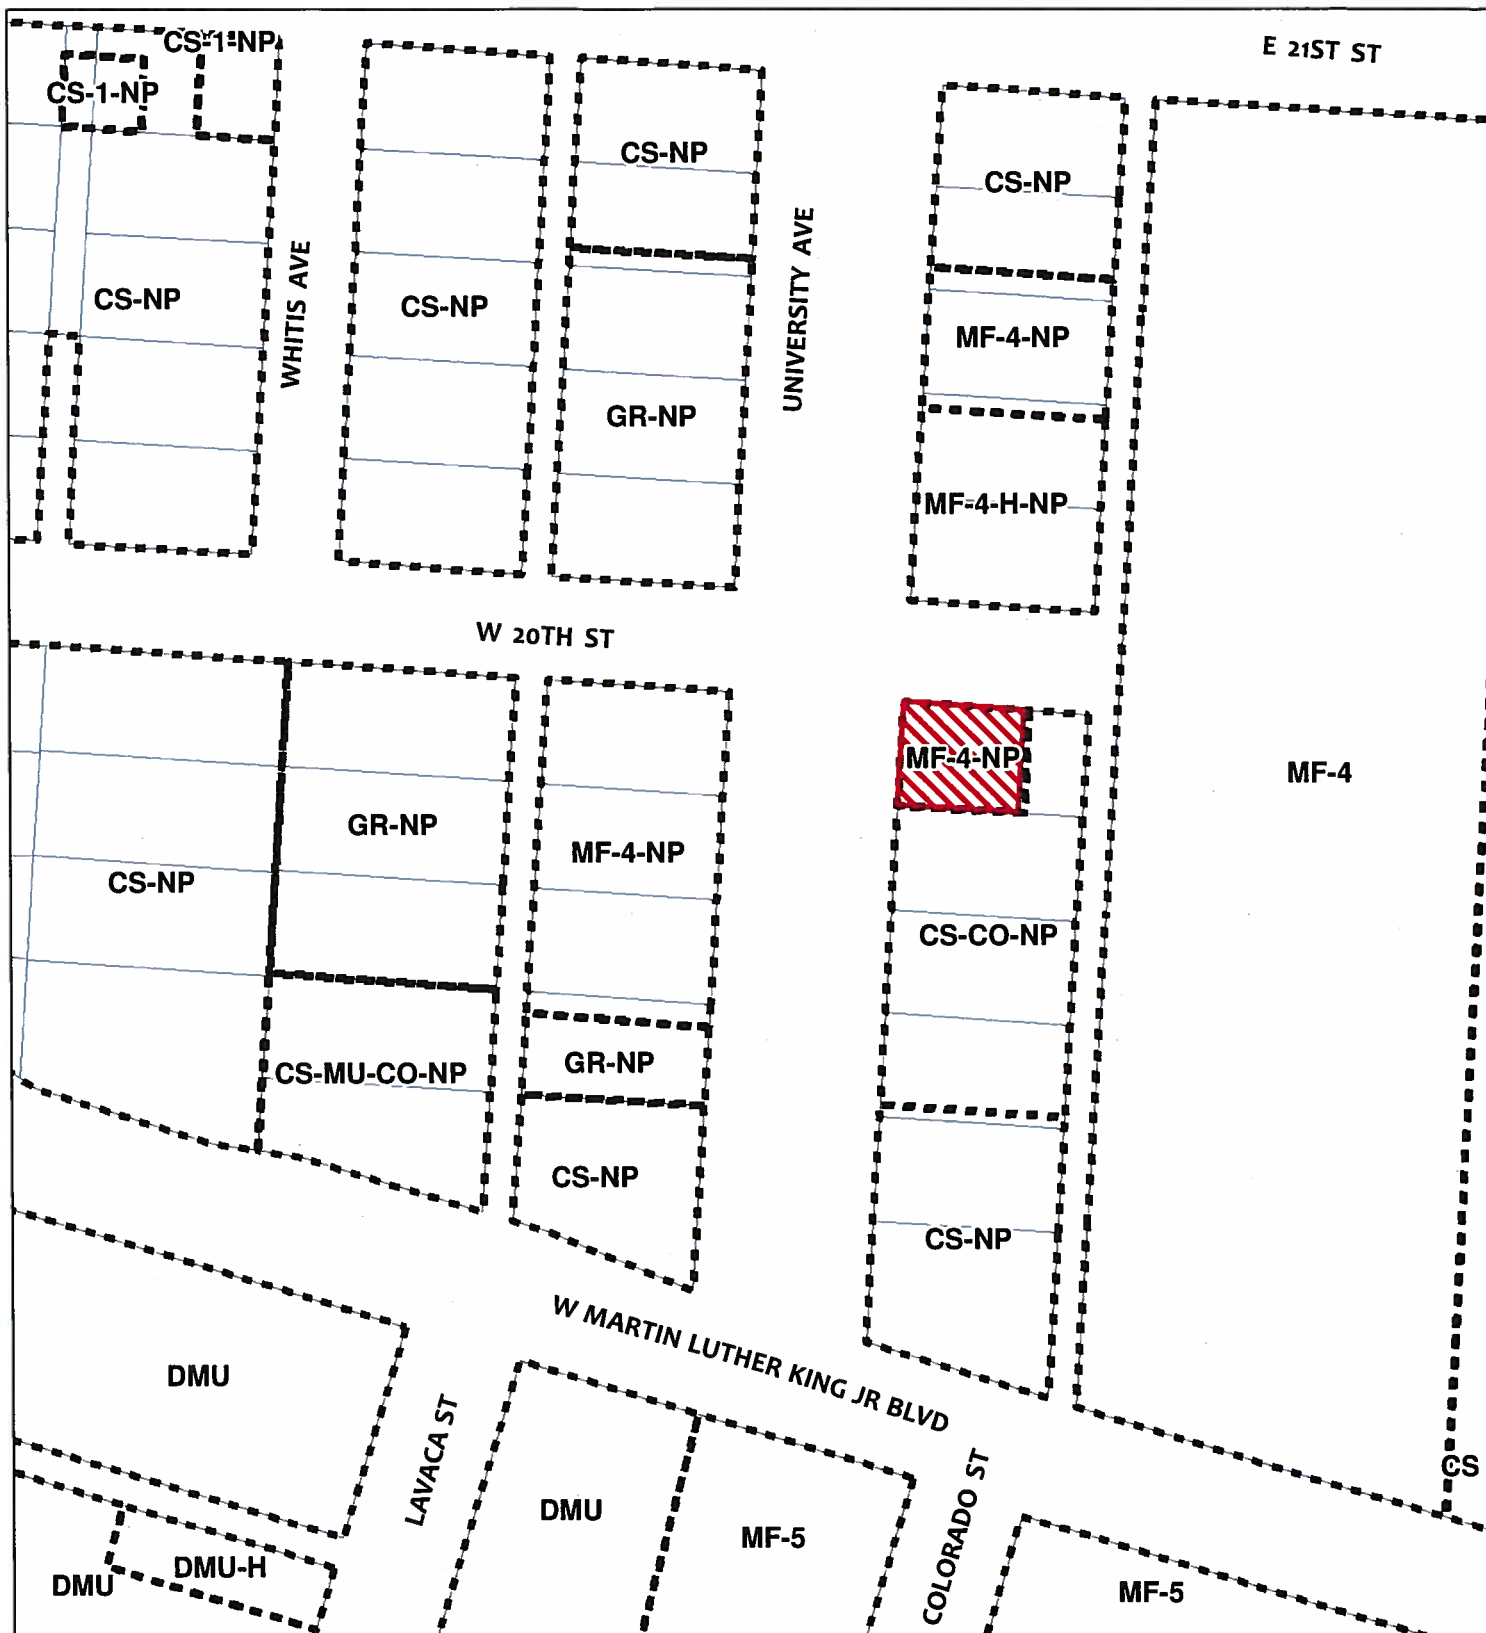 CS-1-NP
E 21ST ST
CS-1-NP
CS-NP
CS-NP
WHITIS AVE
UNIVERSITY AVE
CS-NP
CS-NP
MF-4-NP
GR-NP
MF-4-H-NP
W 20TH ST
MF-4-NP
MF-4
GR-NP
MF-4-NP
CS-NP
CS-CO-NP
GR-NP
CS-MU-CO-NP
CS-NP
CS-NP
W MARTIN LUTHER KING JR BLVD
DMU
LAVACA ST
CS
DMU
MF-5
COLORADO ST
DMU-H
DMU
MF-5